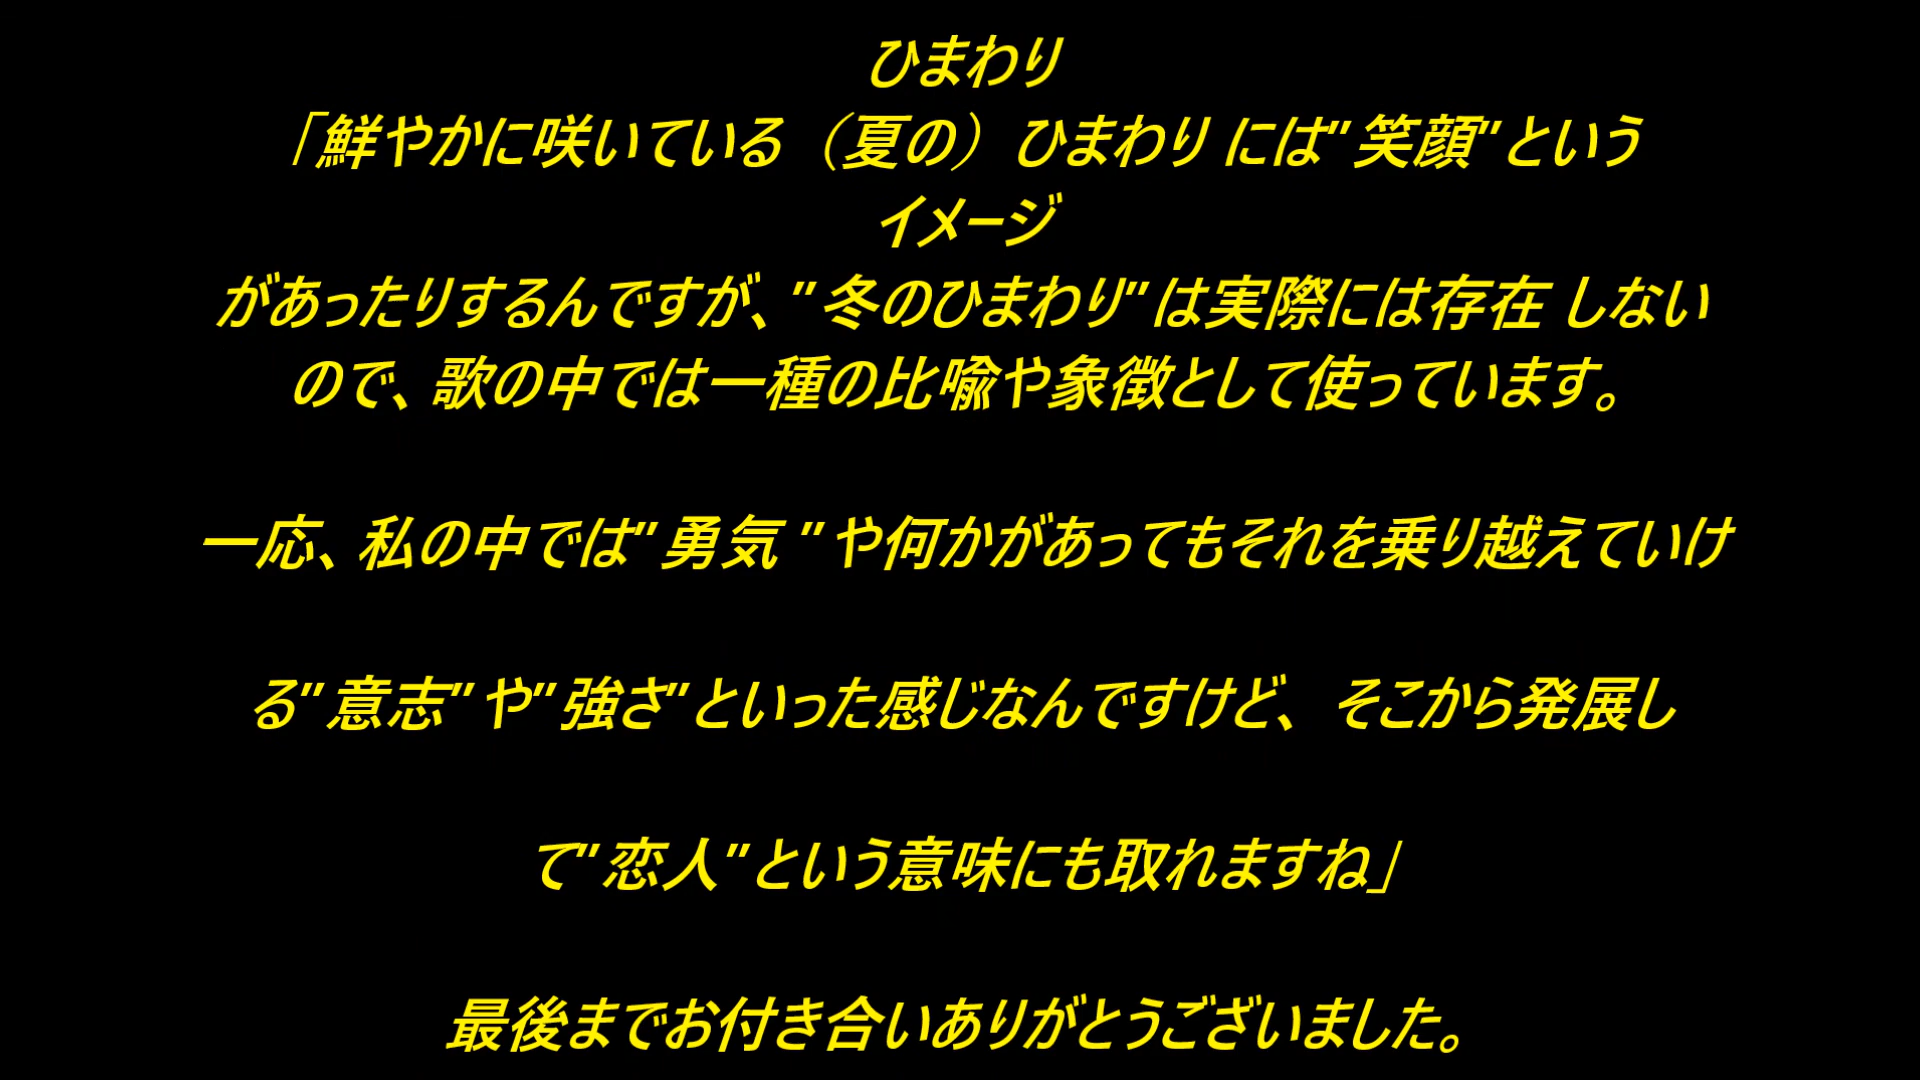 ひまわり
「鮮やかに咲いている（夏の）ひまわり には”笑顔”という
イメージ
があったりするんですが、”冬のひまわり”は実際には存在 しない
ので、歌の中では一種の比喩や象徴として使っています。
一応、私の中では”勇気 ”や何かがあってもそれを乗り越えていけ
る”意志”や”強さ”といった感じなんですけど、 そこから発展し
て”恋人”という意味にも取れますね」
最後までお付き合いありがとうございました。